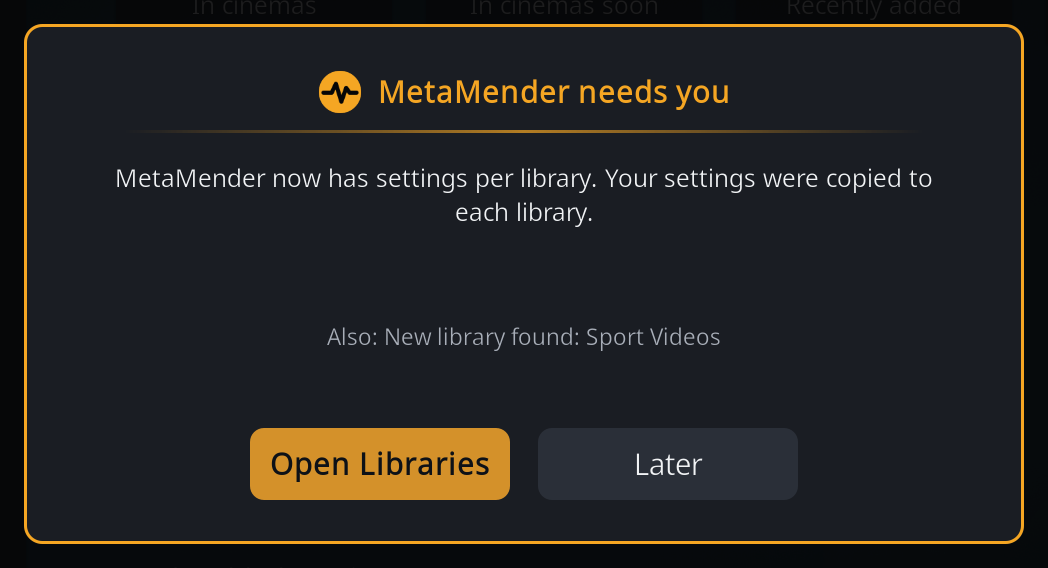 In cinemas
In cinemas soon
Recently added
MetaMender needs you
MetaMender now has settings per library. Your settings were copied to
each library.
Also: New library found: Sport Videos
Open Libraries
Later